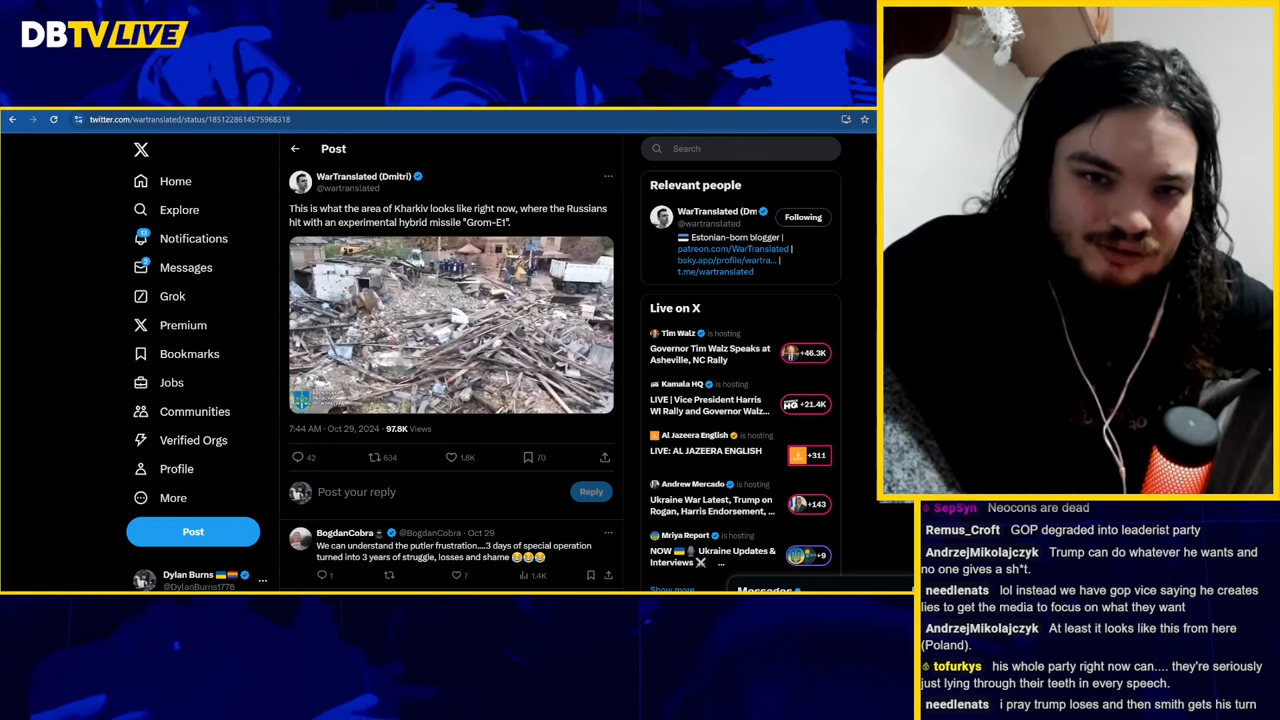 DBTV LIVE
twitter.com/wartranslated/status/1851228614575968318
Home
Explore
13
Notifications
2
Messages
Grok
Premium
Bookmarks
Jobs
Communities
Verified Orgs
Profile
More
Post
Dylan Burns
@DylanBurns1776
Post
WarTranslated (Dmitri)
@wartranslated
This is what the area of Kharkiv looks like right now, where the Russians
hit with an experimental hybrid missile "Grom-E1".
7:44 AM · Oct 29, 2024 · 97.8K Views
42
634
1.8K
70
Post your reply
Reply
BogdanCobra @BogdanCobra · Oct 29
We can understand the putler frustration....3 days of special operation
turned into 3 years of struggle, losses and shame
1
7
1.4K
Search
Relevant people
WarTranslated (Dm
@wartranslated
Following
Estonian-born blogger |
patreon.com/WarTranslated |
bsky.app/profile/wartra... |
t.me/wartranslated
Live on X
Tim Walz is hosting
Governor Tim Walz Speaks at
Asheville, NC Rally
+46.3K
Kamala HQ is hosting
LIVE | Vice President Harris
WI Rally and Governor Walz...
HQ +21.4K
Al Jazeera English is hosting
LIVE: AL JAZEERA ENGLISH
+311
Andrew Mercado is hosting
Ukraine War Latest, Trump on
Rogan, Harris Endorsement, ...
+143
Mriya Report is hosting
NOW Ukraine Updates &
Interviews ...
+9
Show more
Messages
SepSyn Neocons are dead
Remus_Croft GOP degraded into leaderist party
AndrzejMikolajczyk Trump can do whatever he wants and
no one gives a sh*t.
needlenats lol instead we have gop vice saying he creates
lies to get the media to focus on what they want
AndrzejMikolajczyk At least it looks like this from here
(Poland).
tofurkys his whole party right now can.... they're seriously
just lying through their teeth in every speech.
needlenats i pray trump loses and then smith gets his turn